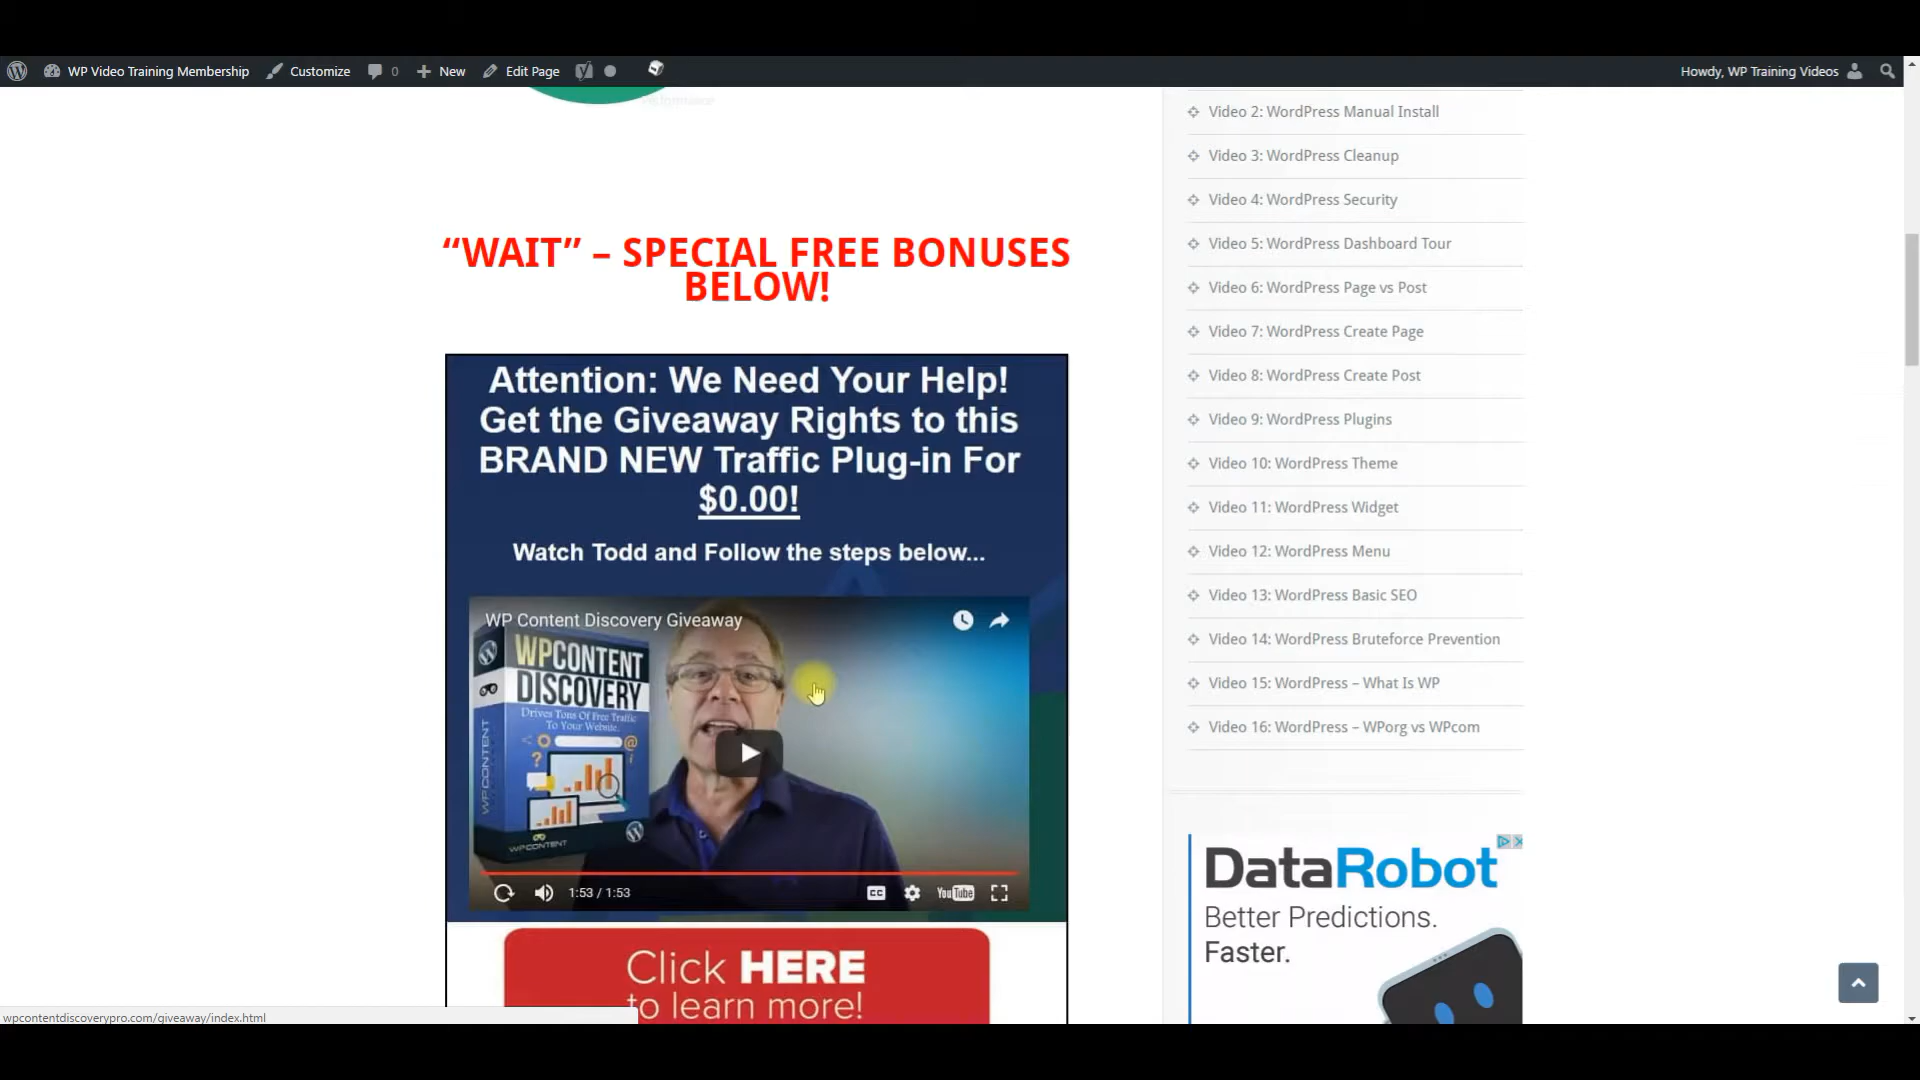 WP Video Training Membership Customize 0 New Edit Page Howdy, WP Training Videos
Performance
“WAIT” – SPECIAL FREE BONUSES
BELOW!
Attention: We Need Your Help!
Get the Giveaway Rights to this
BRAND NEW Traffic Plug-in For
$0.00!
Watch Todd and Follow the steps below...
WP Content Discovery Giveaway
WPCONTENT
DISCOVERY
Drives Tons Of Free Traffic
To Your Website.
WPCONTENT
WPCONTENT
1:53 / 1:53
CC
YouTube
Click HERE
to learn more!
Video 2: WordPress Manual Install
Video 3: WordPress Cleanup
Video 4: WordPress Security
Video 5: WordPress Dashboard Tour
Video 6: WordPress Page vs Post
Video 7: WordPress Create Page
Video 8: WordPress Create Post
Video 9: WordPress Plugins
Video 10: WordPress Theme
Video 11: WordPress Widget
Video 12: WordPress Menu
Video 13: WordPress Basic SEO
Video 14: WordPress Bruteforce Prevention
Video 15: WordPress – What Is WP
Video 16: WordPress – WPorg vs WPcom
DataRobot
Better Predictions.
Faster.
wpcontentdiscoverypro.com/giveaway/index.html